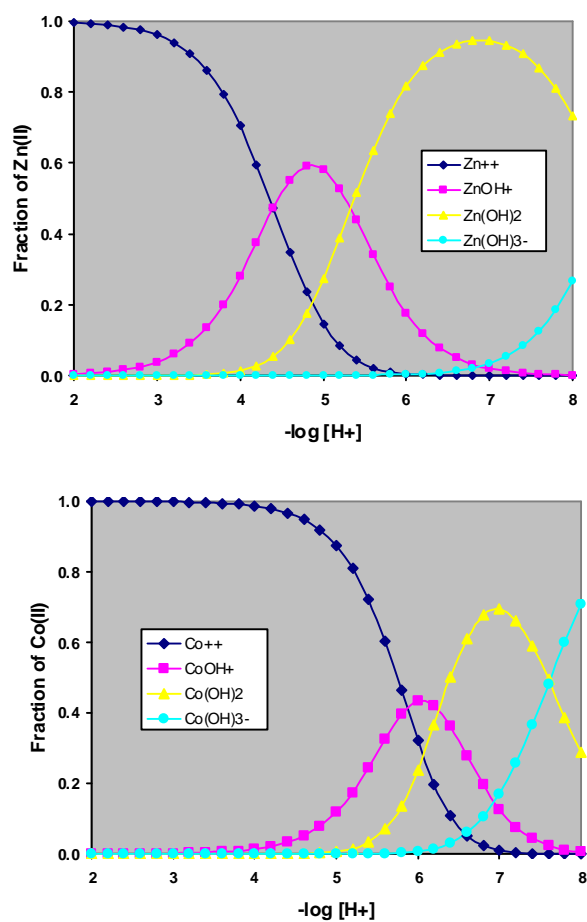 1.0
0.8
0.6
0.4
0.2
0.0
Fraction of Zn(II)
Zn++
ZnOH+
Zn(OH)2
Zn(OH)3-
2 3 4 5 6 7 8
-log [H+]
1.0
0.8
0.6
0.4
0.2
0.0
Fraction of Co(II)
Co++
CoOH+
Co(OH)2
Co(OH)3-
2 3 4 5 6 7 8
-log [H+]